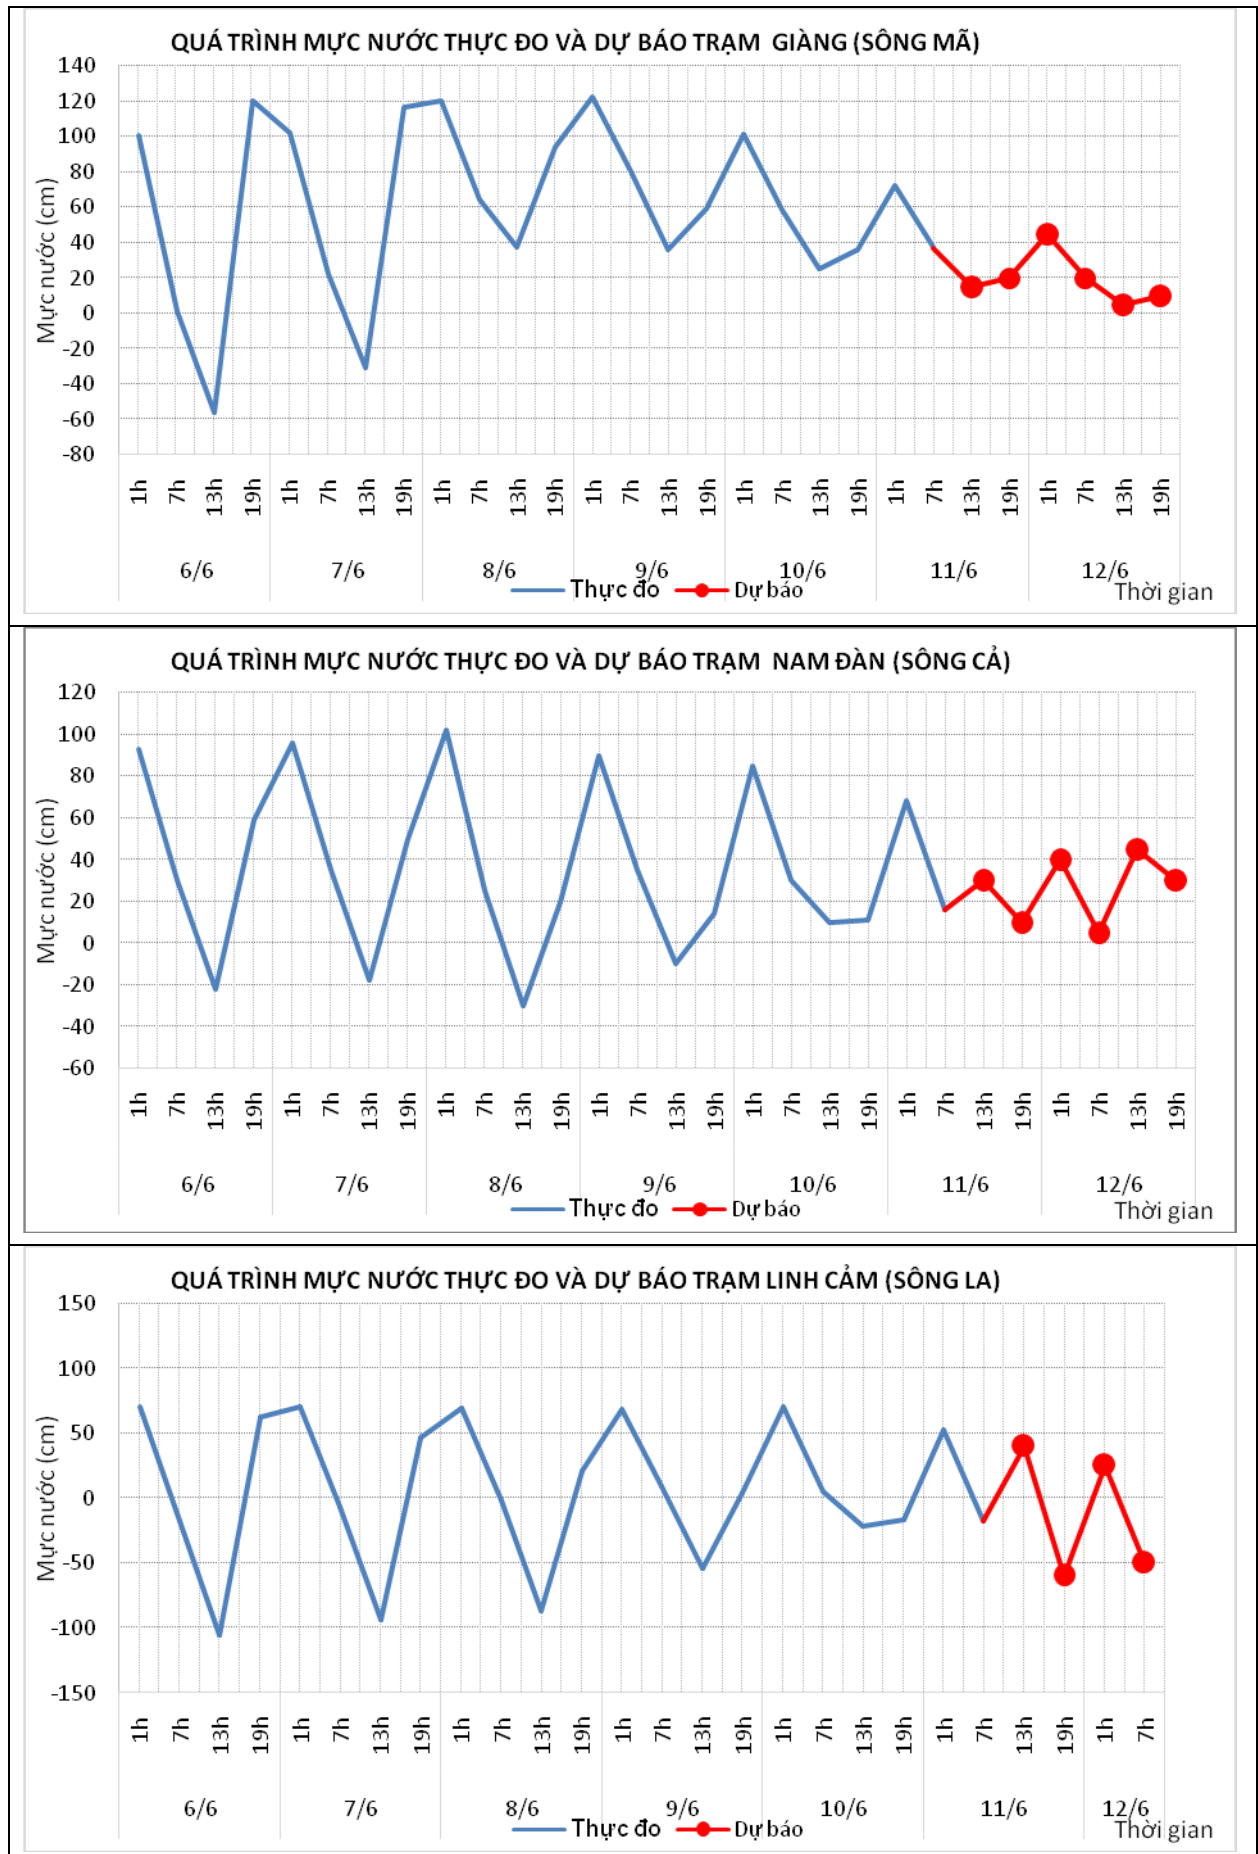 QUÁ TRÌNH MỰC NƯỚC THỰC ĐO VÀ DỰ BÁO TRẠM GIÀNG (SÔNG MÃ)
140
120
100
80
60
40
20
0
-20
-40
-60
-80
Mực nước (cm)
1h 7h 13h 19h 1h 7h 13h 19h 1h 7h 13h 19h 1h 7h 13h 19h 1h 7h 13h 19h 1h 7h 13h 19h 1h 7h 13h 19h
6/6 7/6 8/6 9/6 10/6 11/6 12/6
Thực đo Dự báo Thời gian
QUÁ TRÌNH MỰC NƯỚC THỰC ĐO VÀ DỰ BÁO TRẠM NAM ĐÀN (SÔNG CẢ)
120
100
80
60
40
20
0
-20
-40
-60
Mực nước (cm)
1h 7h 13h 19h 1h 7h 13h 19h 1h 7h 13h 19h 1h 7h 13h 19h 1h 7h 13h 19h 1h 7h 13h 19h 1h 7h 13h 19h
6/6 7/6 8/6 9/6 10/6 11/6 12/6
Thực đo Dự báo Thời gian
QUÁ TRÌNH MỰC NƯỚC THỰC ĐO VÀ DỰ BÁO TRẠM LINH CẢM (SÔNG LA)
150
100
50
0
-50
-100
-150
Mực nước (cm)
1h 7h 13h 19h 1h 7h 13h 19h 1h 7h 13h 19h 1h 7h 13h 19h 1h 7h 13h 19h 1h 7h 13h 19h 1h 7h
6/6 7/6 8/6 9/6 10/6 11/6 12/6
Thực đo Dự báo Thời gian